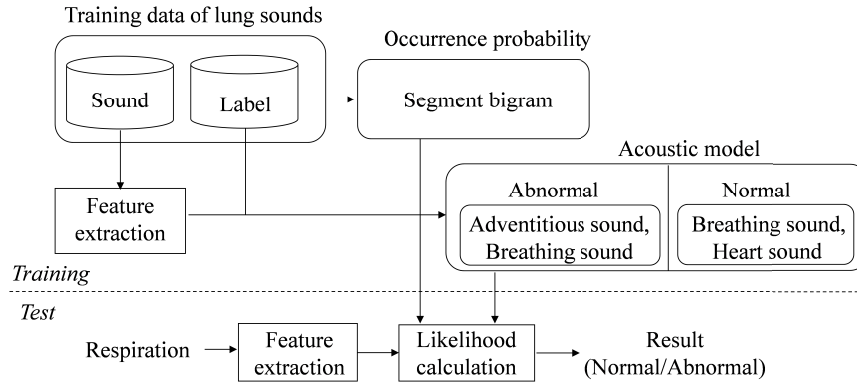 Training data of lung sounds
Occurrence probability
Sound
Label
Segment bigram
Acoustic model
Abnormal
Normal
Feature
extraction
Adventitious sound,
Breathing sound
Breathing sound,
Heart sound
Training
Test
Respiration
Feature
extraction
Likelihood
calculation
Result
(Normal/Abnormal)